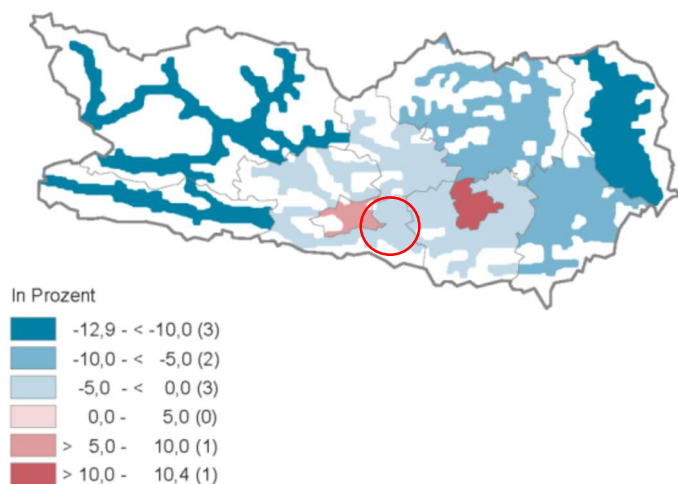 In Prozent
-12,9 - < -10,0 (3)
-10,0 - < -5,0 (2)
-5,0 - < 0,0 (3)
0,0 - 5,0 (0)
> 5,0 - 10,0 (1)
> 10,0 - 10,4 (1)